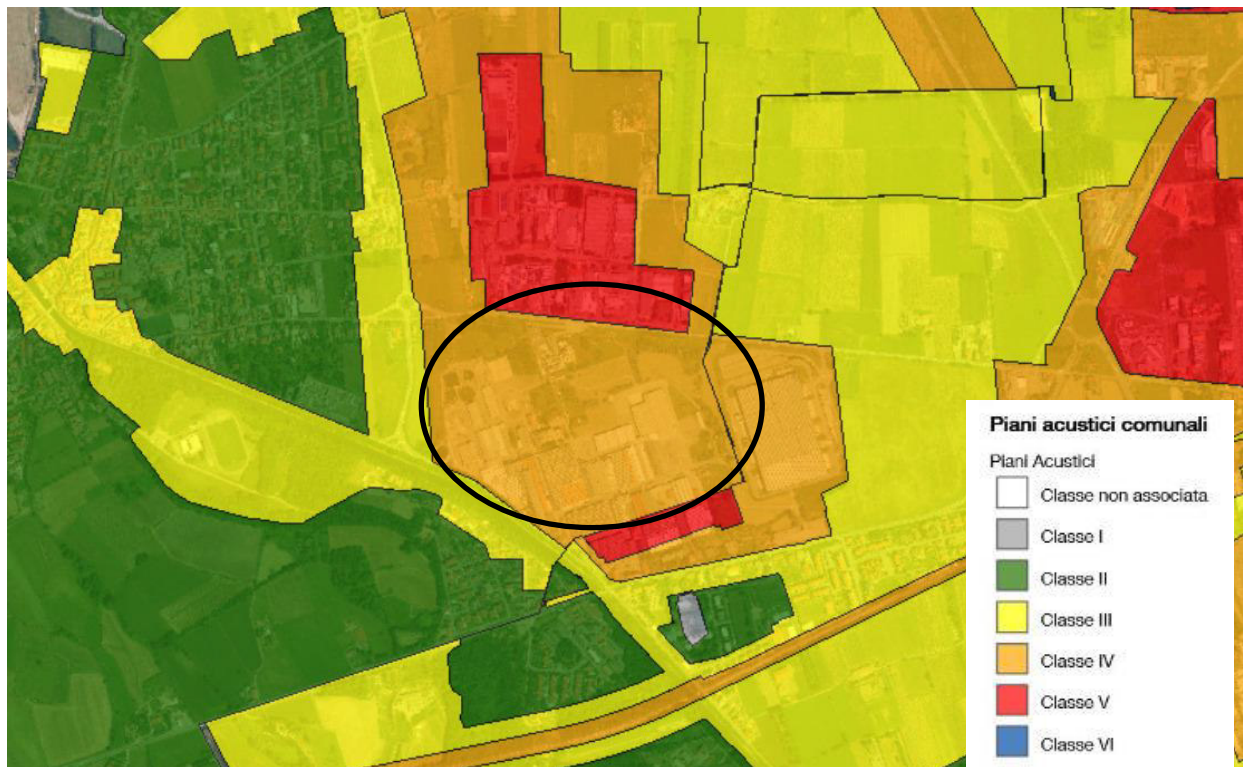 Piani acustici comunali
Piani Acustici
Classe non associata
Classe I
Classe II
Classe III
Classe IV
Classe V
Classe VI